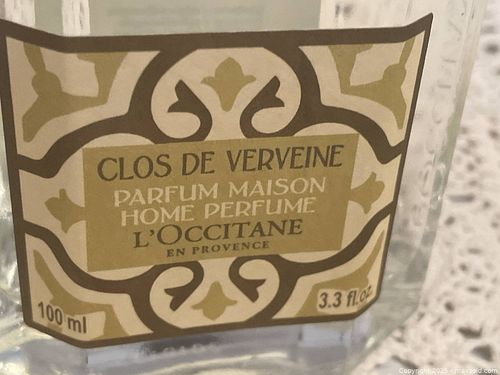 CLOS DE VERVEINE
PARFUM MAISON
HOME PERFUME
L'OCCITANE
EN PROVENCE
100 ml
3.3 fl.oz.